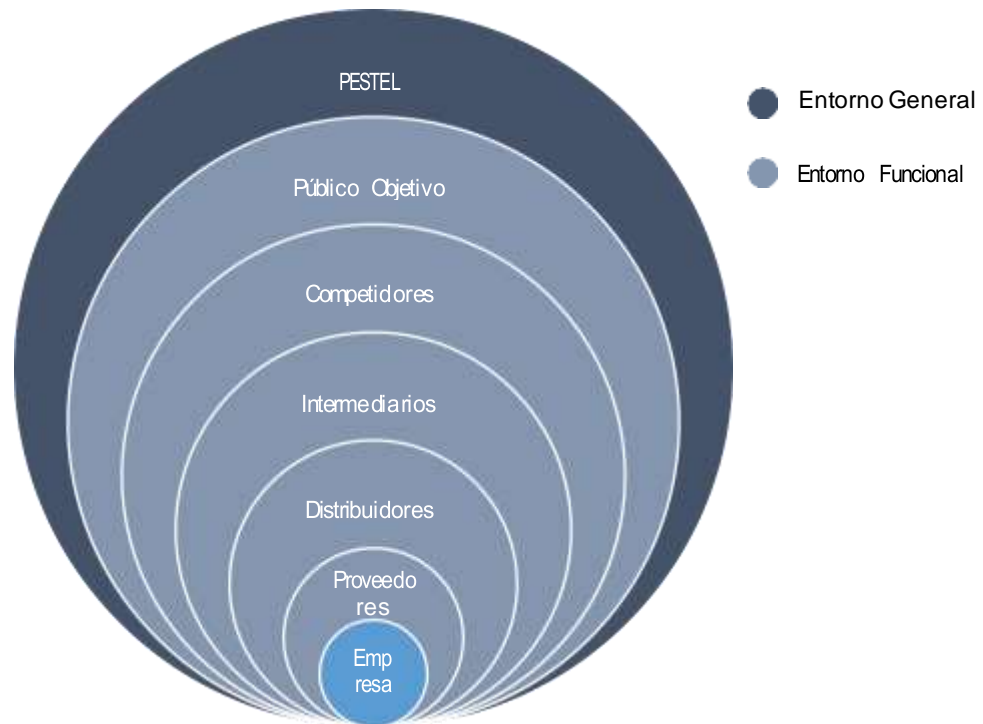 PESTEL
Entorno General
Entorno Funcional
Público Objetivo
Competidores
Intermediarios
Distribuidores
Proveedo
res
Emp
resa